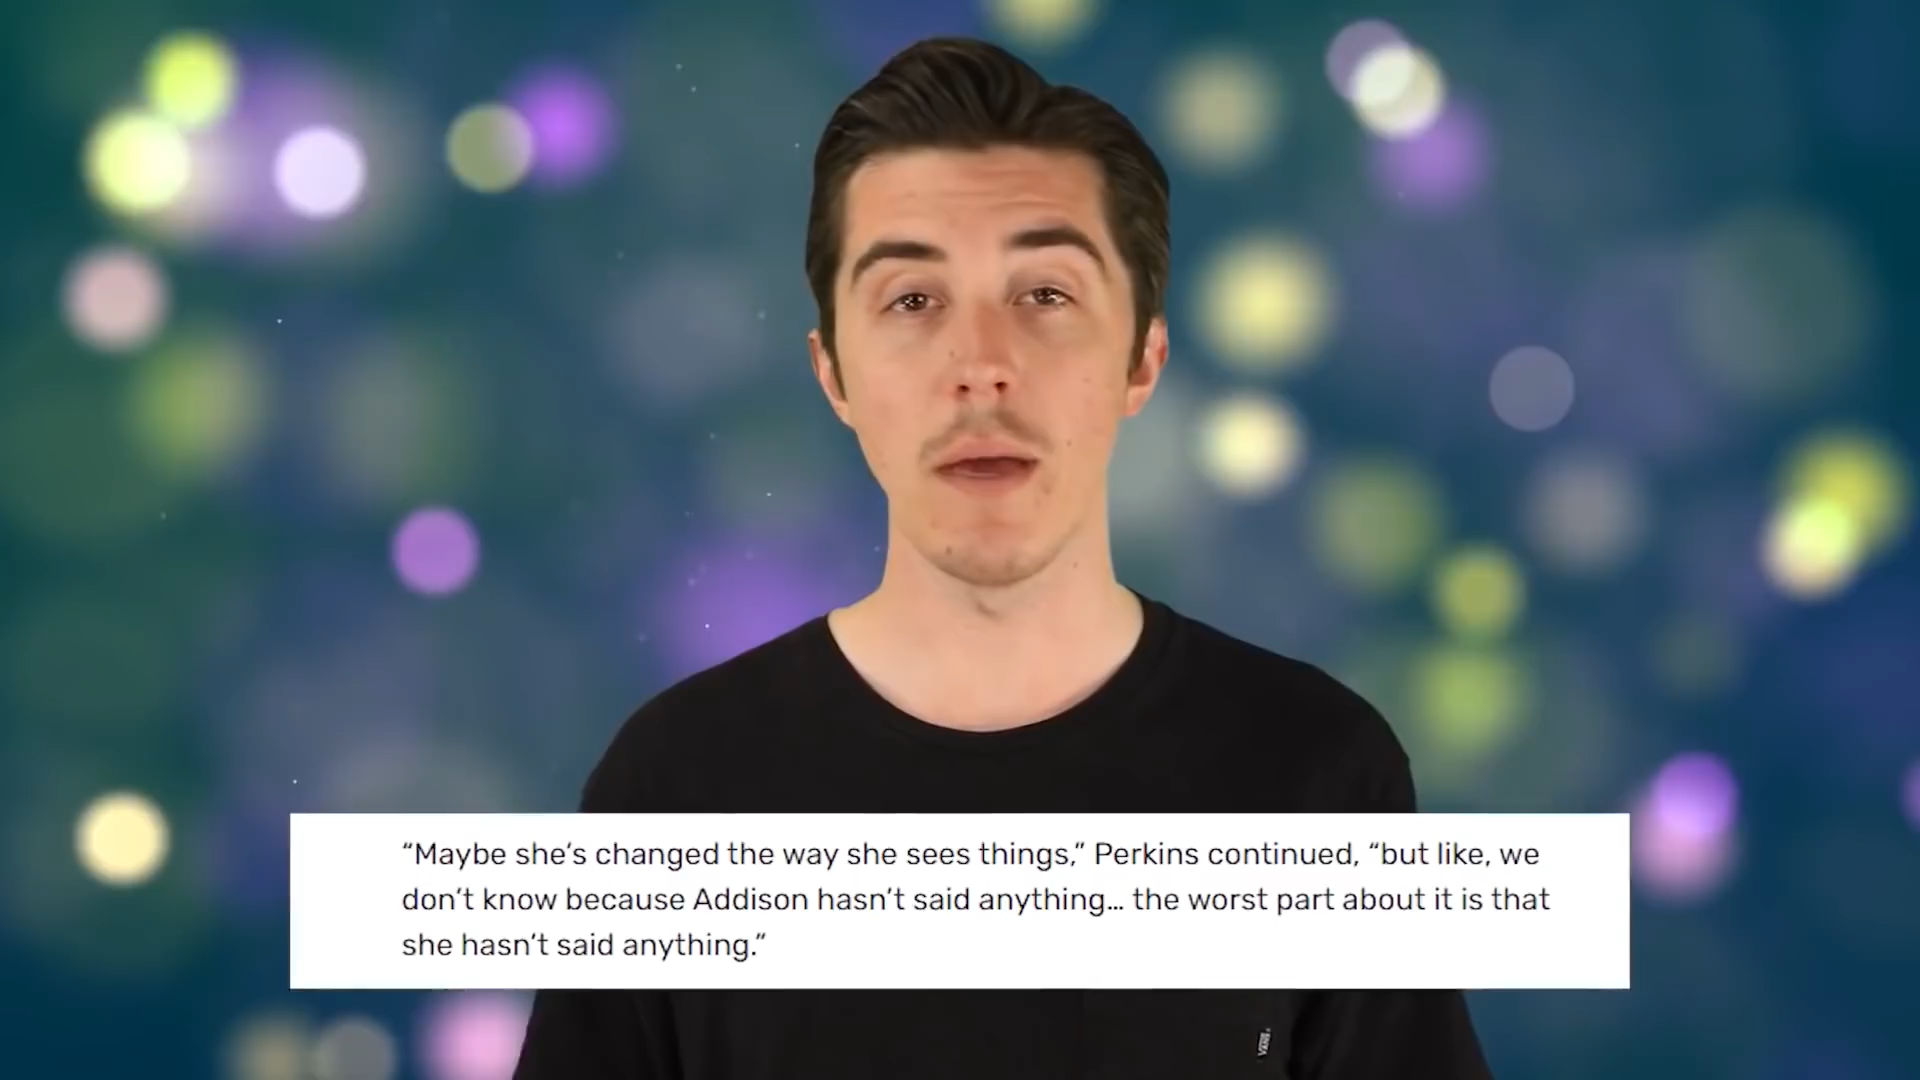 “Maybe she’s changed the way she sees things,” Perkins continued, “but like, we
don’t know because Addison hasn’t said anything… the worst part about it is that
she hasn’t said anything.”
VANS